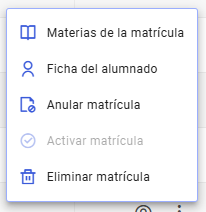 Materias de la matrícula
Ficha del alumnado
Anular matrícula
Activar matrícula
Eliminar matrícula